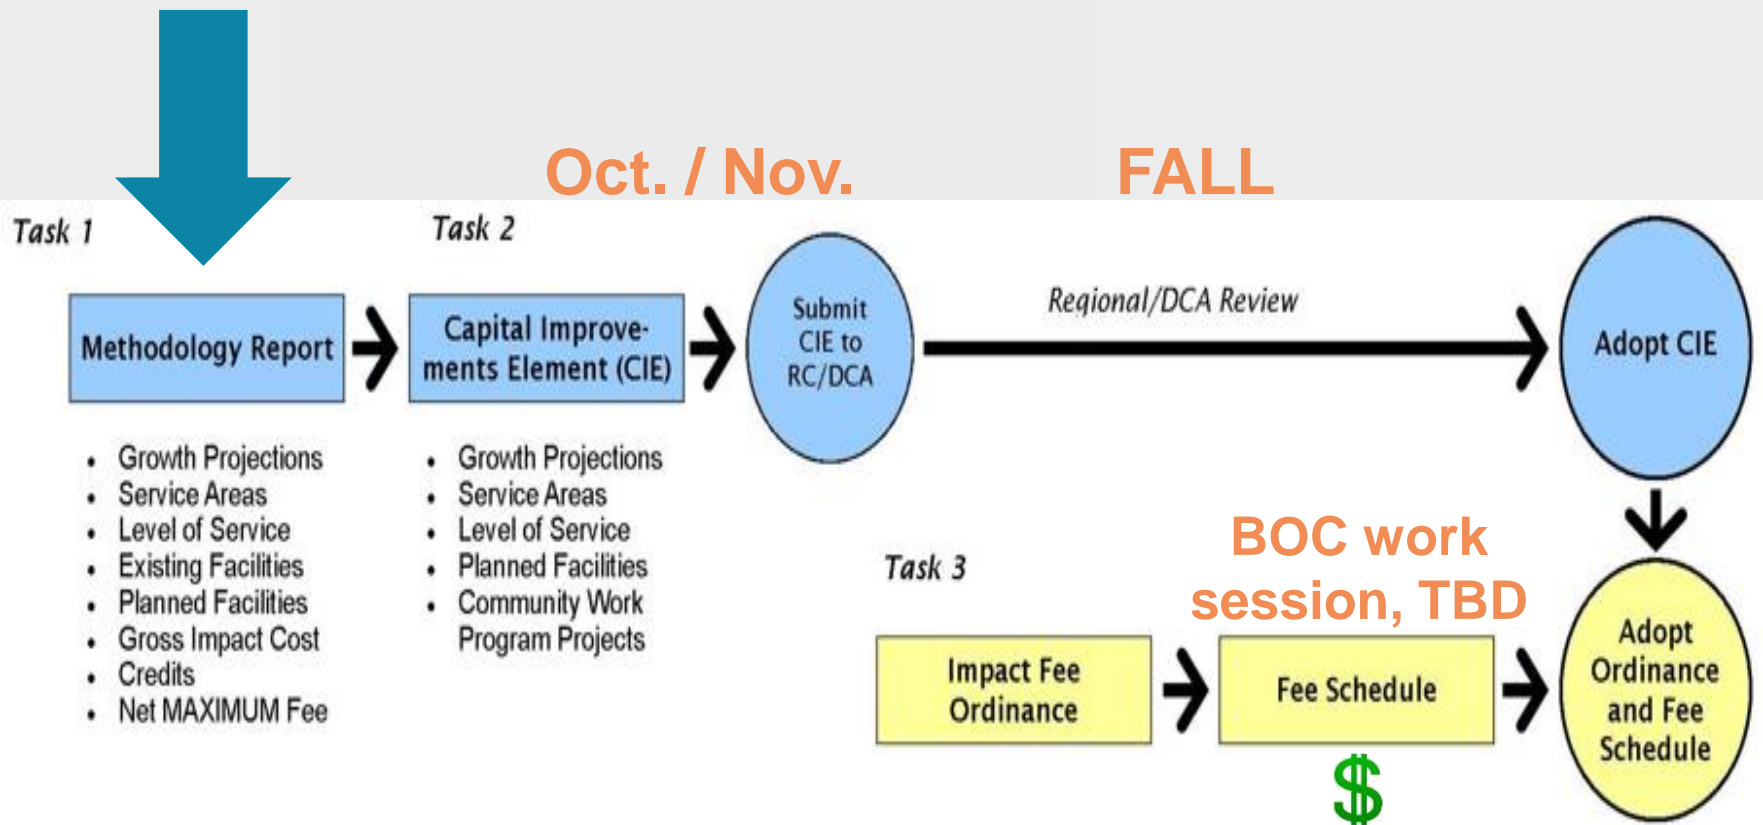 Oct. / Nov.
FALL
Task 1
Task 2
Methodology Report
Capital Improve-
ments Element (CIE)
Submit
CIE to
RC/DCA
Regional/DCA Review
Adopt CIE
• Growth Projections
• Service Areas
• Level of Service
• Existing Facilities
• Planned Facilities
• Gross Impact Cost
• Credits
• Net MAXIMUM Fee
• Growth Projections
• Service Areas
• Level of Service
• Planned Facilities
• Community Work
Program Projects
Task 3
BOC work
session, TBD
Impact Fee
Ordinance
Fee Schedule
$
Adopt
Ordinance
and Fee
Schedule